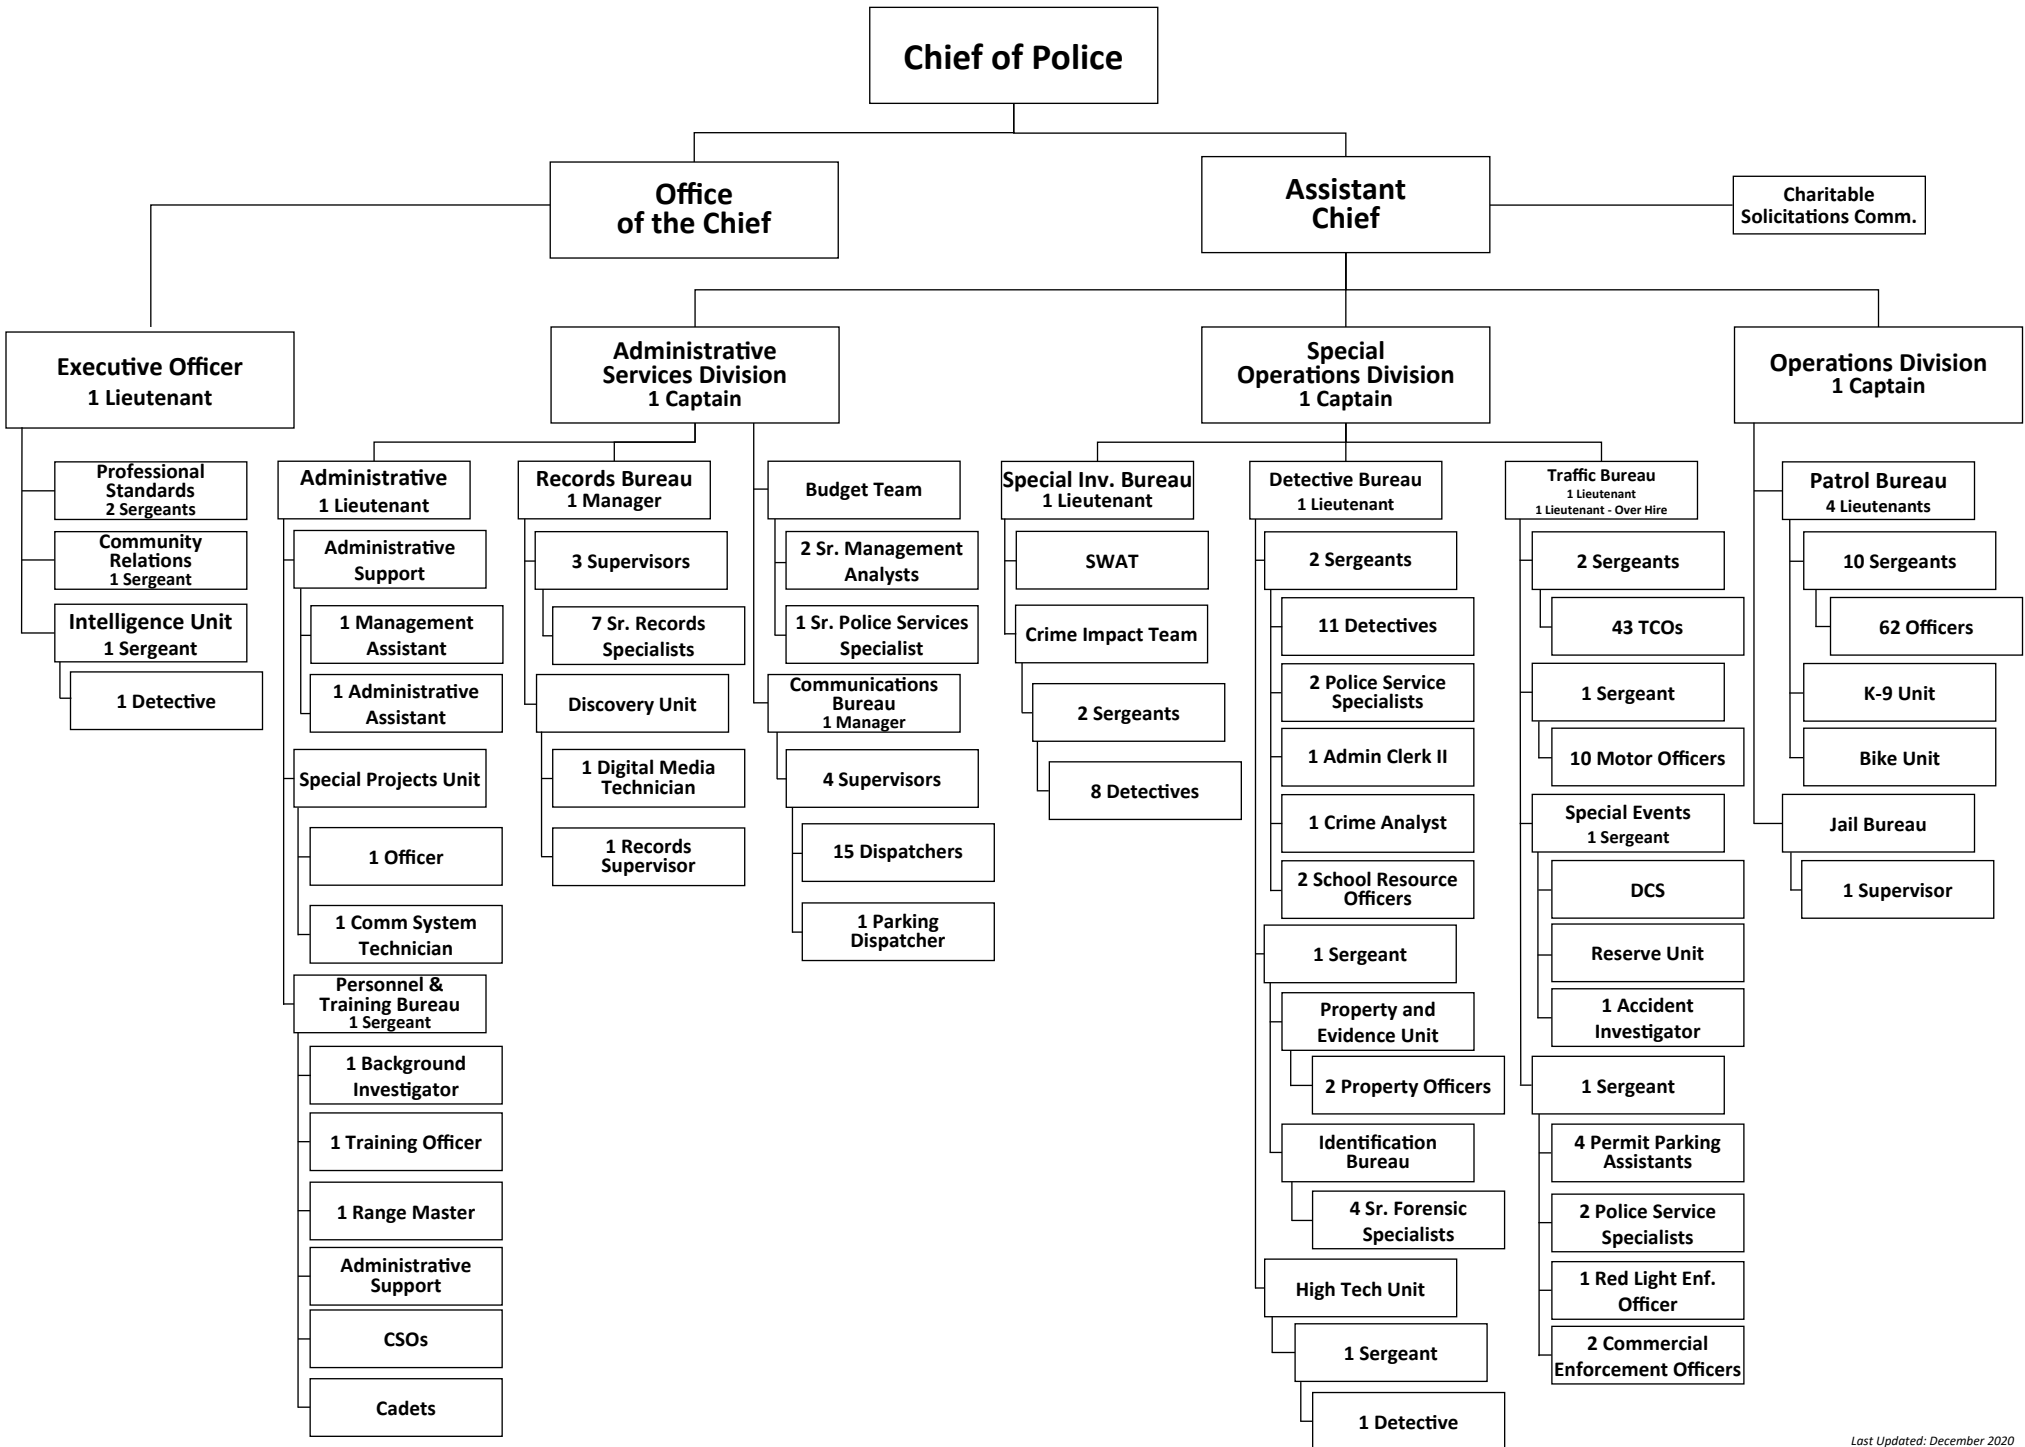 Chief of Police
Office
of the Chief
Assistant
Chief
Charitable
Solicitations Comm.
Executive Officer
1 Lieutenant
Administrative
Services Division
1 Captain
Special
Operations Division
1 Captain
Operations Division
1 Captain
Professional
Standards
2 Sergeants
Community
Relations
1 Sergeant
Intelligence Unit
1 Sergeant
1 Detective
Administrative
1 Lieutenant
Administrative
Support
1 Management
Assistant
1 Administrative
Assistant
Special Projects Unit
1 Officer
1 Comm System
Technician
Personnel &
Training Bureau
1 Sergeant
1 Background
Investigator
1 Training Officer
1 Range Master
Administrative
Support
CSOs
Cadets
Records Bureau
1 Manager
3 Supervisors
7 Sr. Records
Specialists
Discovery Unit
1 Digital Media
Technician
1 Records
Supervisor
Budget Team
2 Sr. Management
Analysts
1 Sr. Police Services
Specialist
Communications
Bureau
1 Manager
4 Supervisors
15 Dispatchers
1 Parking
Dispatcher
Special Inv. Bureau
1 Lieutenant
SWAT
Crime Impact Team
2 Sergeants
8 Detectives
Detective Bureau
1 Lieutenant
2 Sergeants
11 Detectives
2 Police Service
Specialists
1 Admin Clerk II
1 Crime Analyst
2 School Resource
Officers
1 Sergeant
Property and
Evidence Unit
2 Property Officers
Identification
Bureau
4 Sr. Forensic
Specialists
High Tech Unit
1 Sergeant
1 Detective
Traffic Bureau
1 Lieutenant
1 Lieutenant - Over Hire
2 Sergeants
43 TCOs
1 Sergeant
10 Motor Officers
Special Events
1 Sergeant
DCS
Reserve Unit
1 Accident
Investigator
1 Sergeant
4 Permit Parking
Assistants
2 Police Service
Specialists
1 Red Light Enf.
Officer
2 Commercial
Enforcement Officers
Patrol Bureau
4 Lieutenants
10 Sergeants
62 Officers
K-9 Unit
Bike Unit
Jail Bureau
1 Supervisor
Last Updated: December 2020